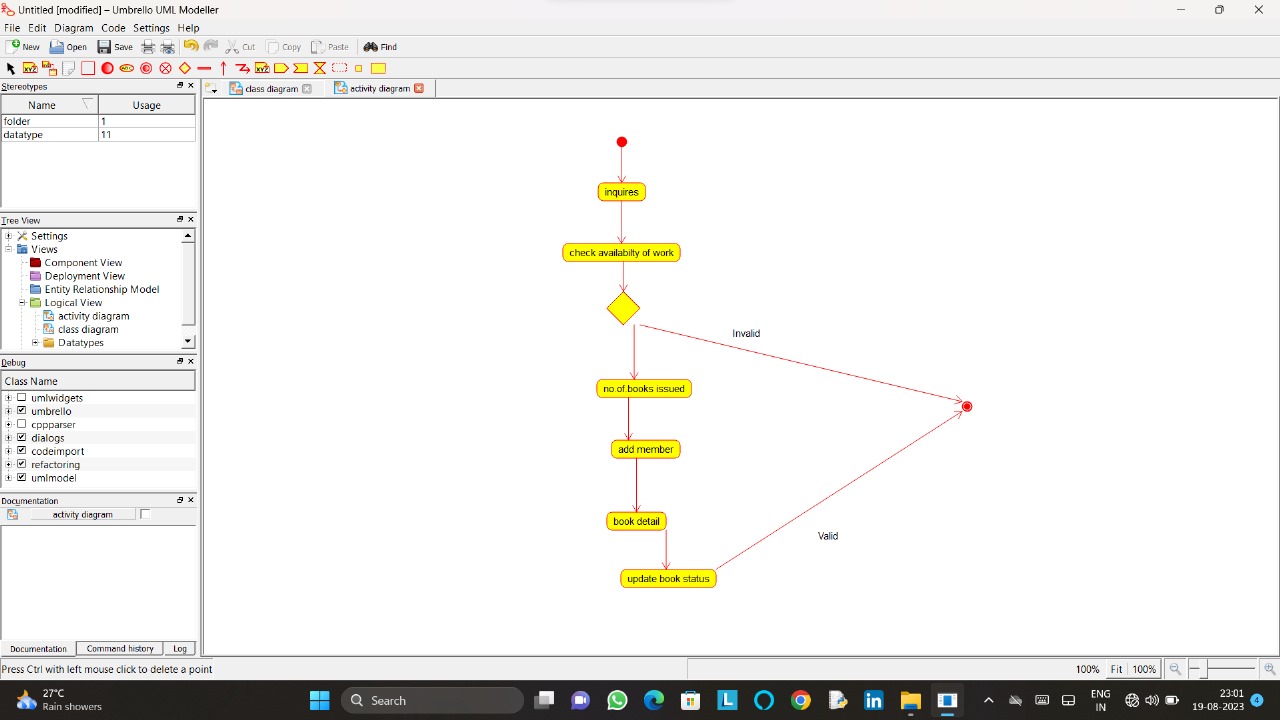 Untitled [modified] – Umbrello UML Modeller
File Edit Diagram Code Settings Help
New Open Save Cut Copy Paste Find
Stereotypes
Name Usage
folder 1
datatype 11
Tree View
Settings
Views
Component View
Deployment View
Entity Relationship Model
Logical View
activity diagram
class diagram
Datatypes
Debug
Class Name
umlwidgets
umbrello
cppparser
dialogs
codeimport
refactoring
umlmodel
Documentation
activity diagram
Documentation Command history Log
class diagram activity diagram
inquires
check availabilty of work
Invalid
no.of.books issued
add member
book detail
Valid
update book status
Press Ctrl with left mouse click to delete a point
100% Fit 100%
27°C
Rain showers
Search
ENG
IN
23:01
19-08-2023
4